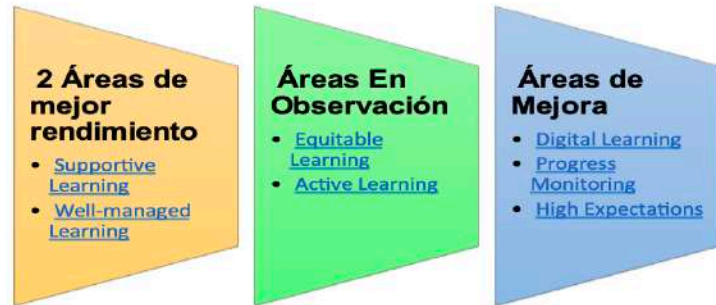 2 Áreas de
mejor
rendimiento
• Supportive
Learning
• Well-managed
Learning
Áreas En
Observación
• Equitable
Learning
• Active Learning
Áreas de
Mejora
• Digital Learning
• Progress
Monitoring
• High Expectations